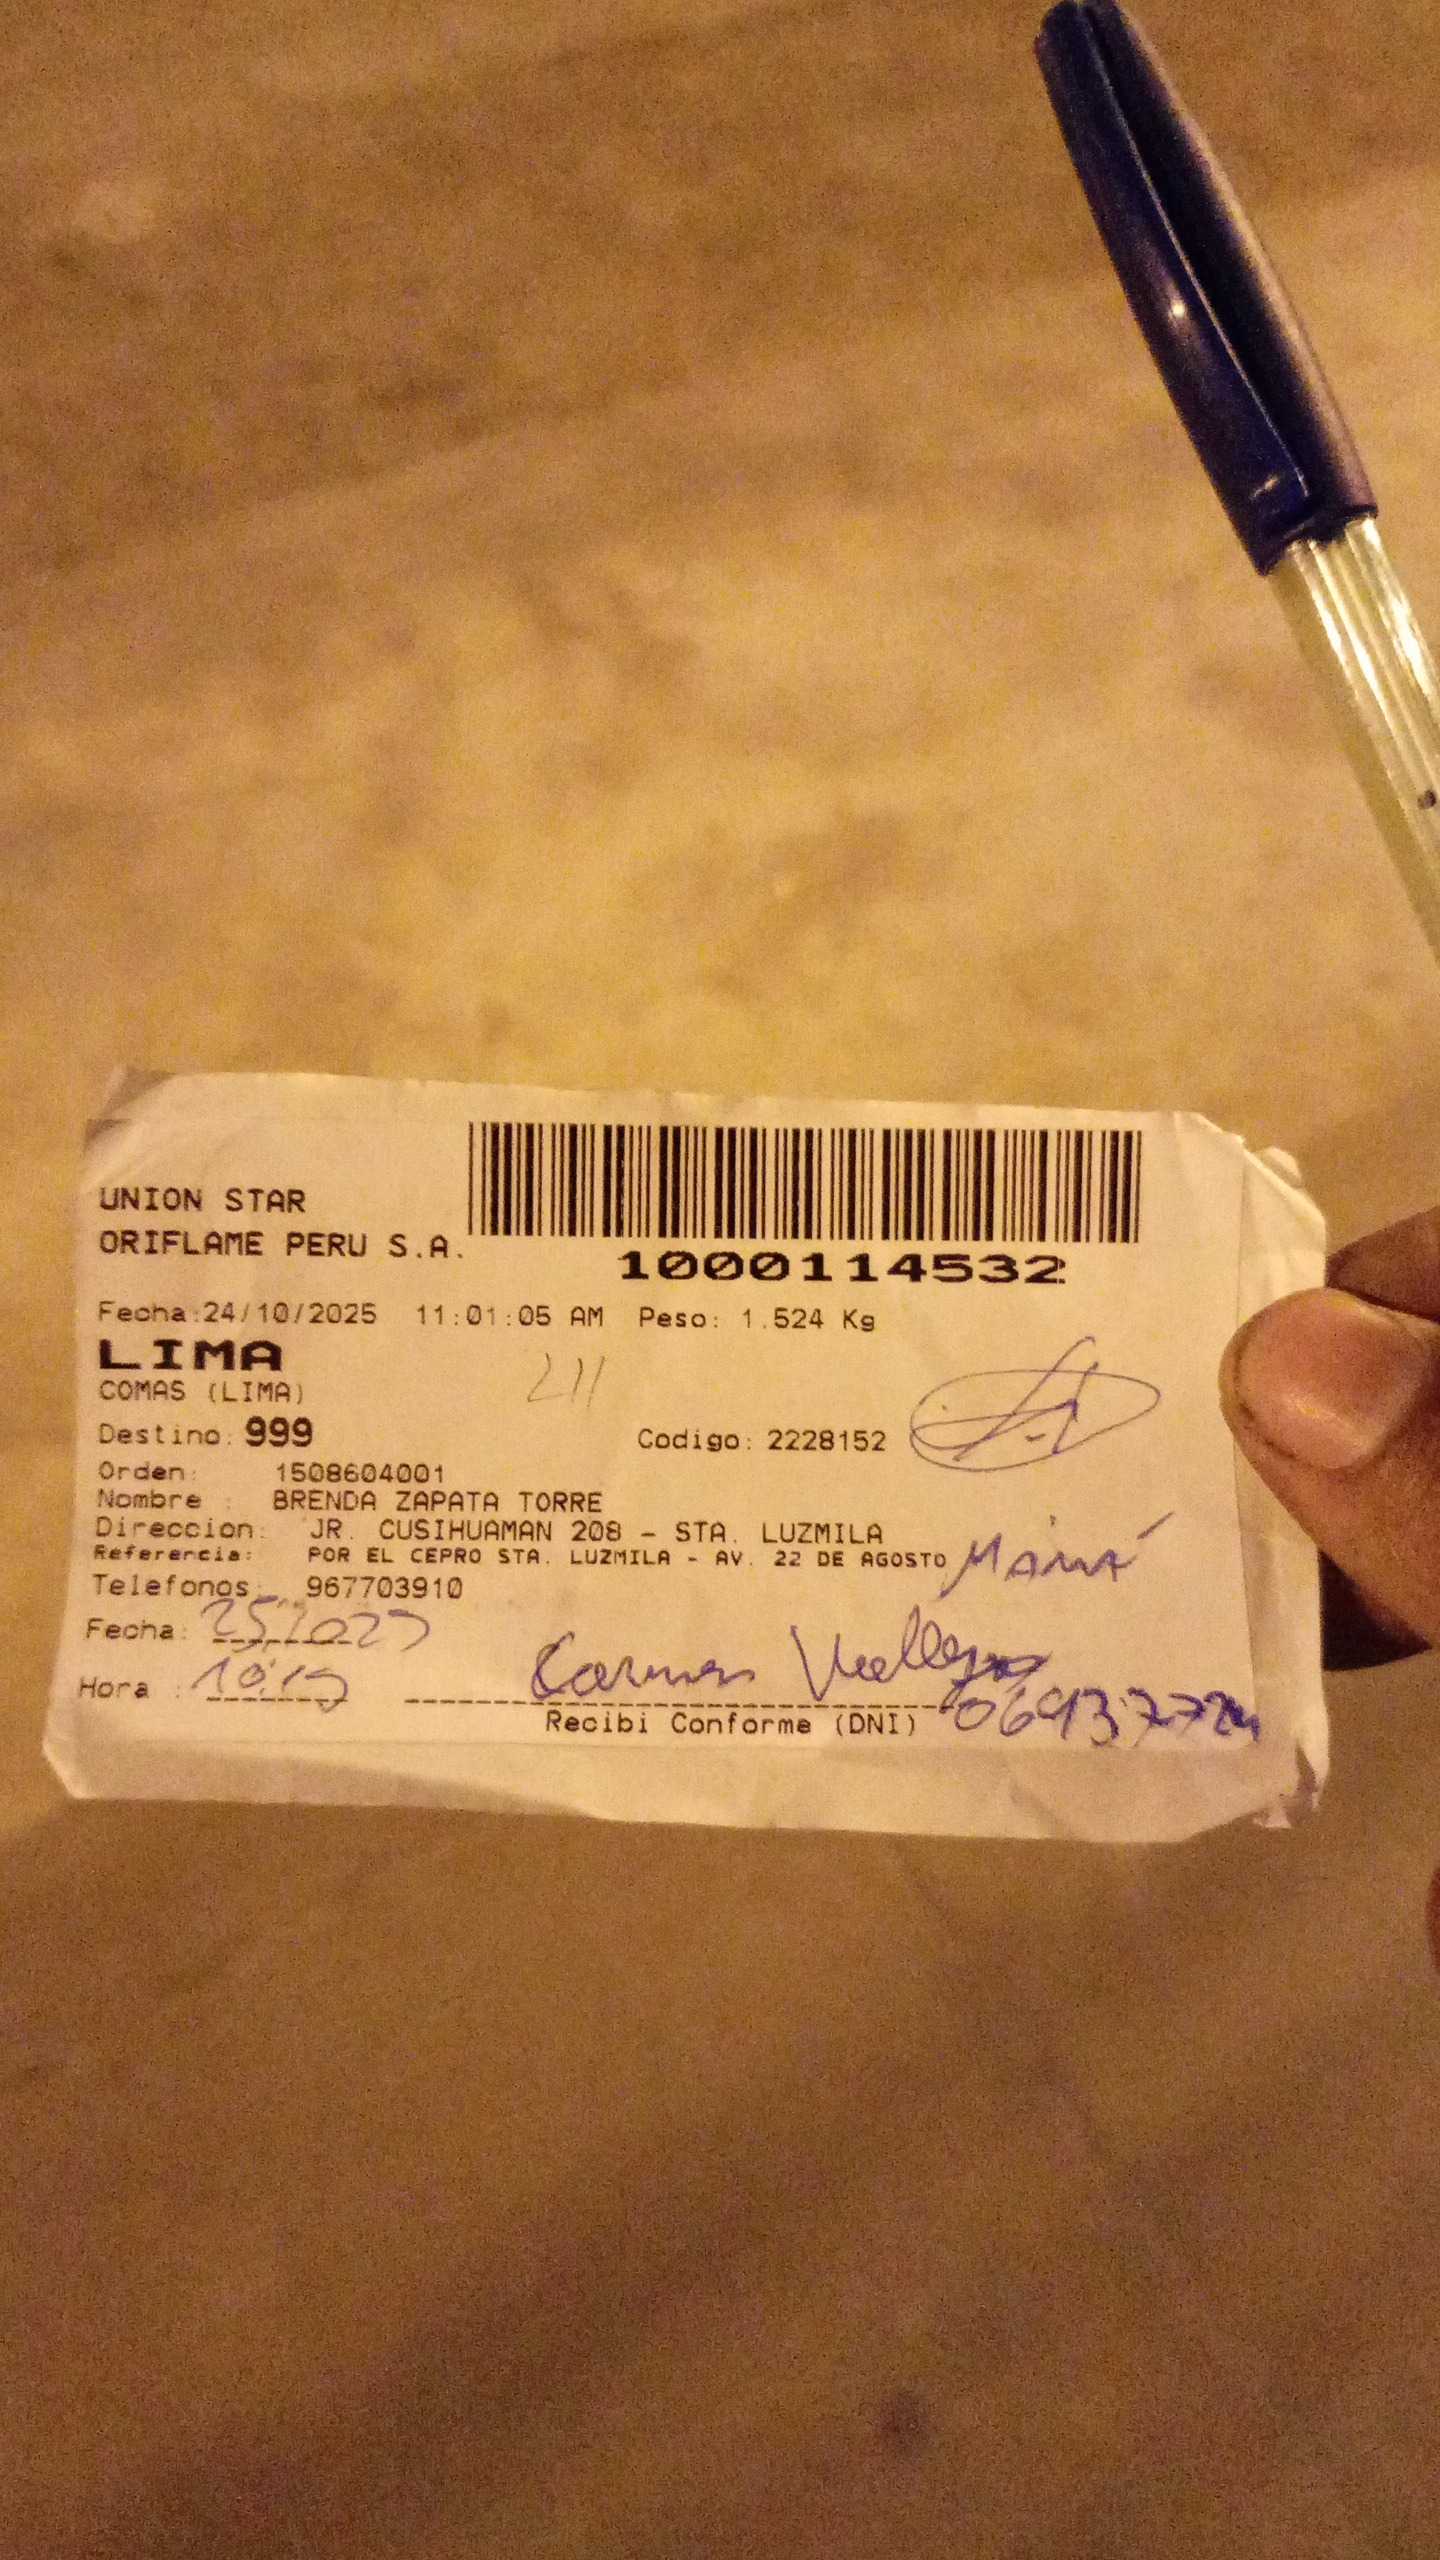 UNION STAR
ORIFLAME PERU S.A.
1000114532
Fecha:24/10/2025 11:01:05 AM Peso: 1.524 Kg
LIMA
COMAS (LIMA)
Destino: 999 Codigo: 2228152
Orden: 1508604001
Nombre : BRENDA ZAPATA TORRE
Direccion: JR. CUSIHUAMAN 208 - STA. LUZMILA
Referencia: POR EL CEPRO STA. LUZMILA - AV. 22 DE AGOSTO
Mamá
Telefonos: 967703910
Fecha:
Carmen
Hora : 10:15
Recibi Conforme (DNI)